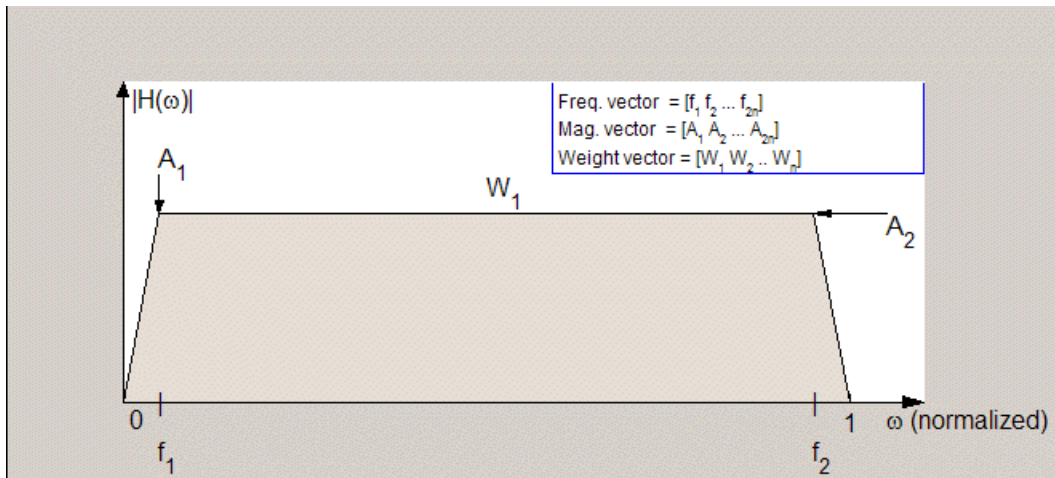 |H(ω)|
Freq. vector = [f₁ f₂ ... f₂ₙ]
Mag. vector = [A₁ A₂ ... A₂ₙ]
Weight vector = [W₁ W₂ .. Wₙ]
A₁
W₁
A₂
0
1
ω (normalized)
f₁
f₂